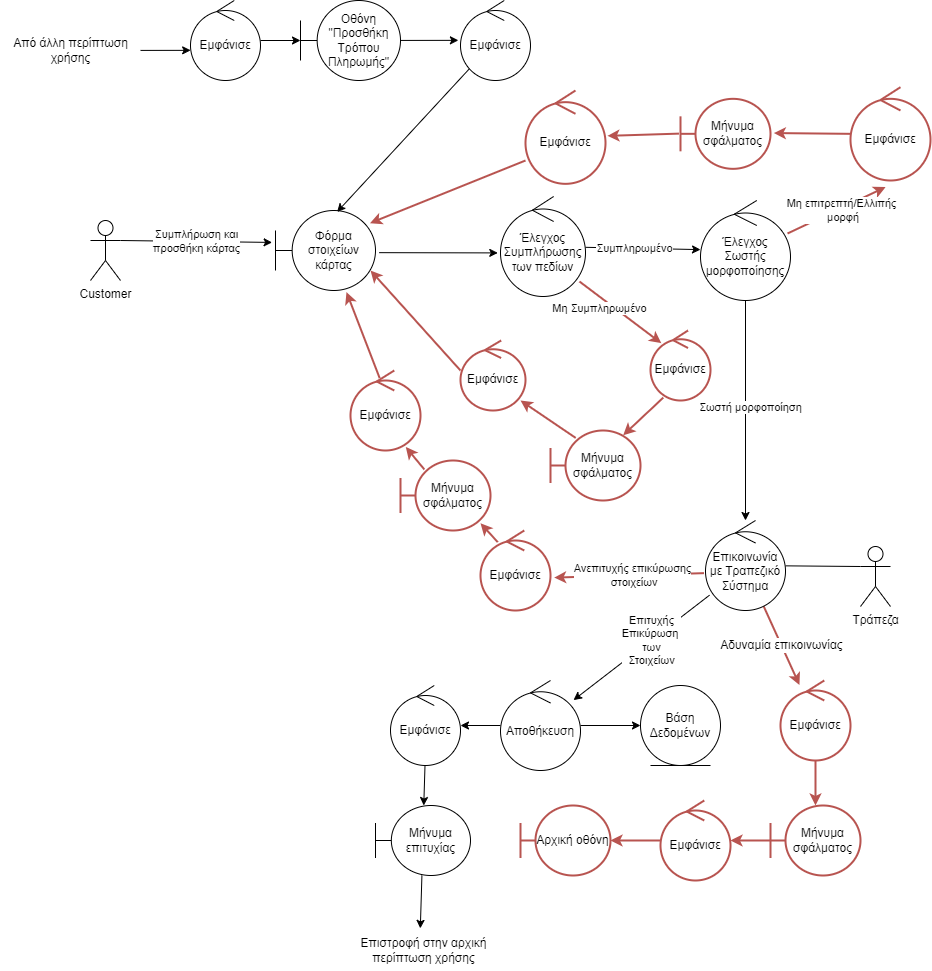 Από άλλη περίπτωση
χρήσης
Εμφάνισε
Οθόνη
"Προσθήκη
Τρόπου
Πληρωμής"
Εμφάνισε
Εμφάνισε
Μήνυμα
σφάλματος
Εμφάνισε
Μη επιτρεπτή/Ελλιπής
μορφή
Συμπλήρωση και
προσθήκη κάρτας
Customer
Φόρμα
στοιχείων
κάρτας
Έλεγχος
Συμπλήρωσης
των πεδίων
Συμπληρωμένο
Έλεγχος
Σωστής
μορφοποίησης
Μη Συμπληρωμένο
Εμφάνισε
Εμφάνισε
Εμφάνισε
Σωστή μορφοποίηση
Μήνυμα
σφάλματος
Μήνυμα
σφάλματος
Εμφάνισε
Ανεπιτυχής επικύρωσης
στοιχείων
Επικοινωνία
με Τραπεζικό
Σύστημα
Τράπεζα
Επιτυχής
Επικύρωση
των
Στοιχείων
Αδυναμία επικοινωνίας
Εμφάνισε
Αποθήκευση
Βάση
Δεδομένων
Εμφάνισε
Μήνυμα
επιτυχίας
Αρχική οθόνη
Εμφάνισε
Μήνυμα
σφάλματος
Επιστροφή στην αρχική
περίπτωση χρήσης